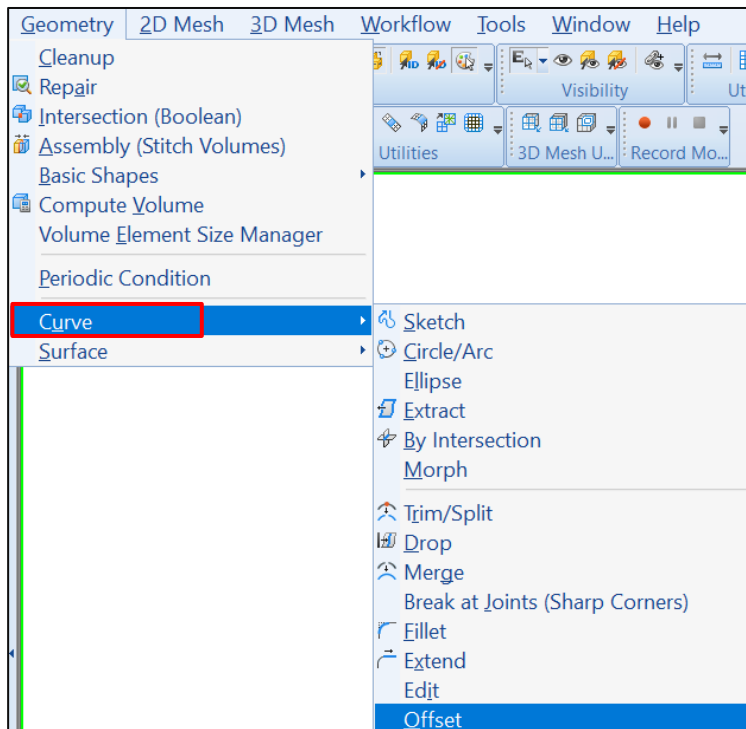 Geometry 2D Mesh 3D Mesh Workflow Tools Window Help
Cleanup
Repair
Intersection (Boolean)
Assembly (Stitch Volumes)
Basic Shapes
Compute Volume
Volume Element Size Manager
Periodic Condition
Curve
Surface
Visibility
Ut
Utilities
3D Mesh U...
Record Mo...
Sketch
Circle/Arc
Ellipse
Extract
By Intersection
Morph
Trim/Split
Drop
Merge
Break at Joints (Sharp Corners)
Fillet
Extend
Edit
Offset